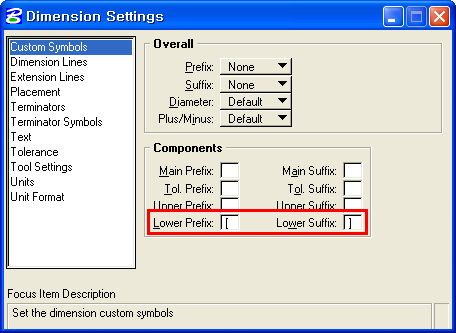 Dimension Settings
Custom Symbols
Dimension Lines
Extension Lines
Placement
Terminators
Terminator Symbols
Text
Tolerance
Tool Settings
Units
Unit Format
Overall
Prefix: None
Suffix: None
Diameter: Default
Plus/Minus: Default
Components
Main Prefix: Main Suffix:
Tol. Prefix: Tol. Suffix:
Upper Prefix: Upper Suffix:
Lower Prefix: [ Lower Suffix: ]
Focus Item Description
Set the dimension custom symbols